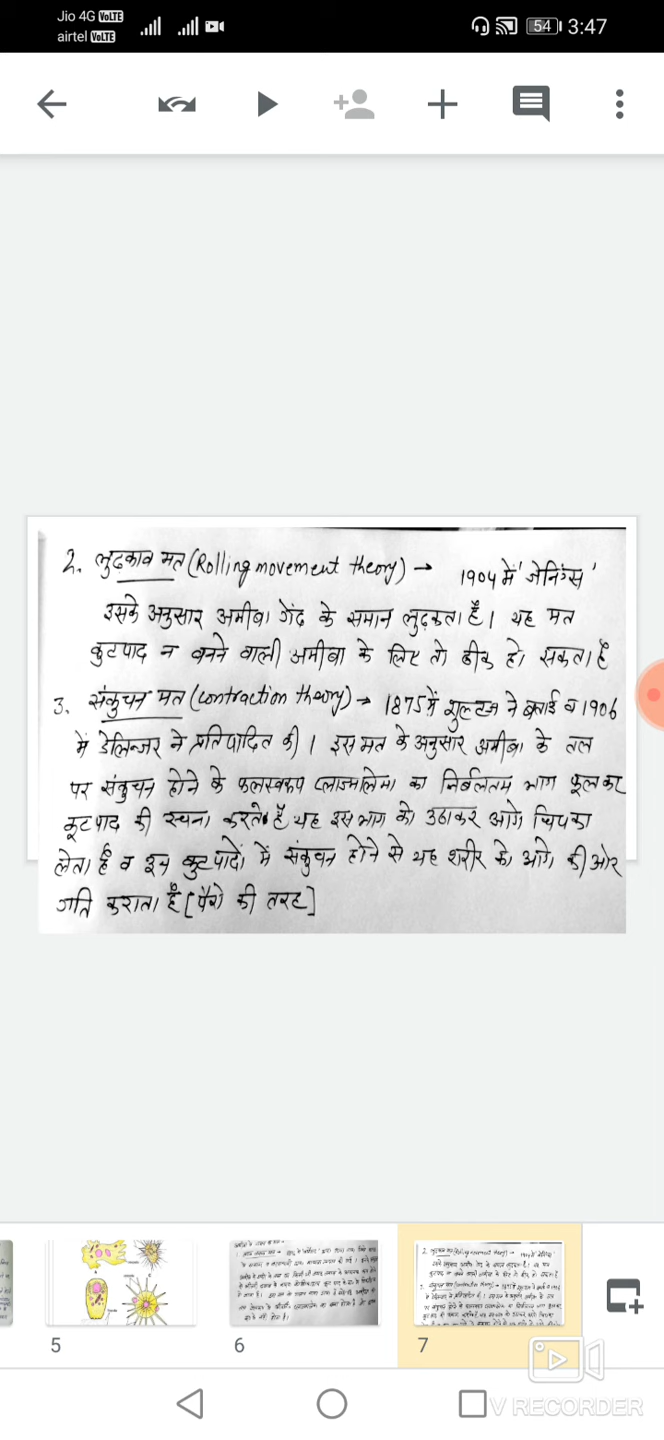 Jio 4G VoLTE
airtel VoLTE
54 3:47
2. लुढ़काव मत (Rolling movement theory) → 1904 में 'जेनिंग्स'
इसके अनुसार अमीबा गेंद के समान लुढ़कता है। यह मत
कुटपाद न बनने वाली अमीबा के लिए तो ठीक हो सकता है
3. संकुचन मत (contraction theory) → 1875 में शुल्टज ने बताई व 1906
में डेलिन्जर ने प्रतिपादित की। इस मत के अनुसार अमीबा के तल
पर संकुचन होने के फलस्वरूप प्लाज्मालेमा का निर्बलतम भाग फूलकर
कूटपाद की रचना करते है यह इस भाग को उठाकर आगे चिपका
लेता है व इन कुटपादों में संकुचन होने से यह शरीर को आगे की ओर
गति कराता है [पैरो की तरह]
5
6
7
V RECORDER